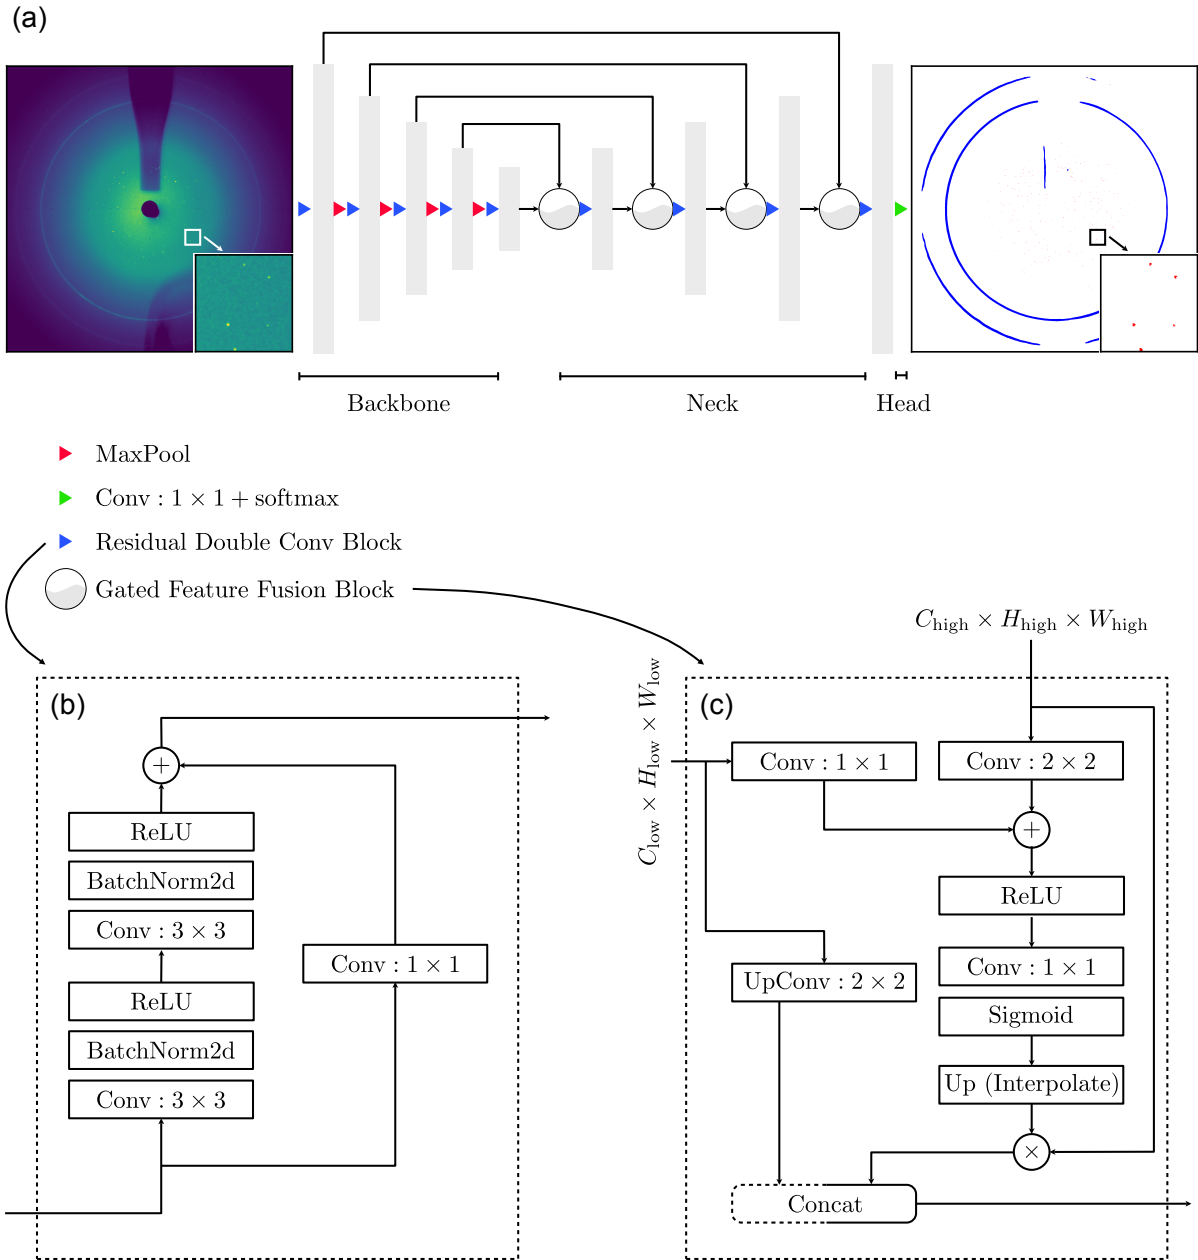 (a)
Backbone
Neck
Head
MaxPool
Conv : 1 × 1 + softmax
Residual Double Conv Block
Gated Feature Fusion Block
(b)
+
ReLU
BatchNorm2d
Conv : 3 × 3
ReLU
BatchNorm2d
Conv : 3 × 3
Conv : 1 × 1
(c)
C_high × H_high × W_high
C_low × H_low × W_low
Conv : 1 × 1
Conv : 2 × 2
+
ReLU
Conv : 1 × 1
UpConv : 2 × 2
Sigmoid
Up (Interpolate)
×
Concat